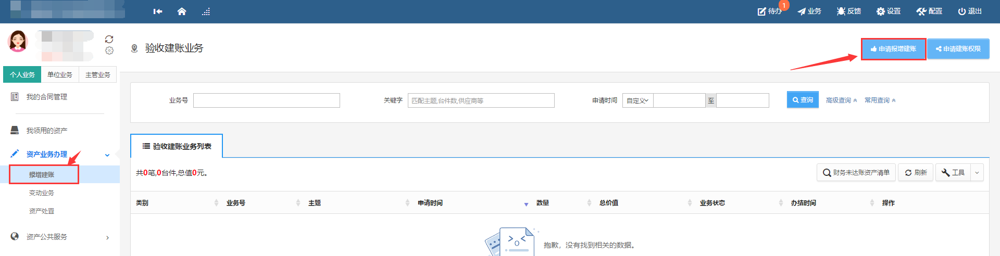 待办 1 业务 反馈 设置 配置 退出
验收建账业务
申请报增建账 申请建账权限
个人业务 单位业务 主管业务
我的合同管理
我领用的资产
资产业务办理
报增建账
变动业务
资产处置
资产公共服务
业务号 关键字 匹配主题,台件数,供应商等 申请时间 自定义 至 查询 高级查询 常用查询
验收建账业务列表
共0笔,0台件,总值0元。
财务未达账资产清单 刷新 工具
类别 业务号 主题 申请时间 数量 总价值 业务状态 办结时间 操作
抱歉，没有找到相关的数据。